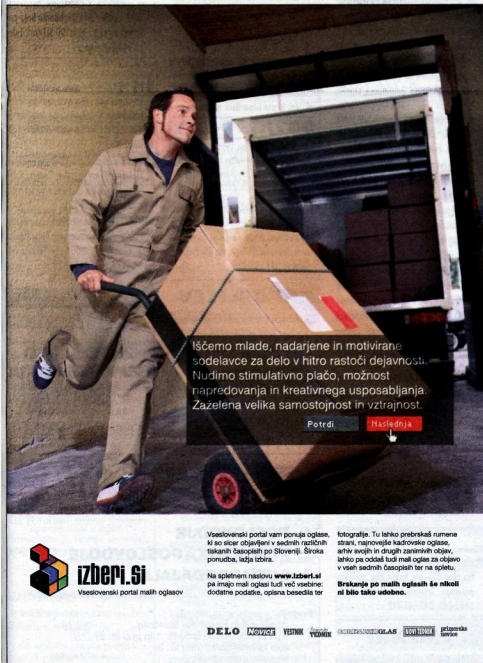 Iščemo mlade, nadarjene in motivirane
sodelavce za delo v hitro rastoči dejavnosti.
Nudimo stimulativno plačo, možnost
napredovanja in kreativnega usposabljanja.
Zaželena velika samostojnost in vztrajnost.
Potrdi
Naslednja
izberi.si
Vseslovenski portal malih oglasov
Vseslovenski portal vam ponuja oglase,
ki so sicer objavljeni v sedmih različnih
tiskanih časopisih po Sloveniji. Široka
ponudba, lažja izbira.
Na spletnem naslovu www.izberi.si
pa imajo mali oglasi tudi več vsebine:
dodatne podatke, opisna besedila ter
fotografije. Tu lahko prebrskaš rumene
strani, najnovejše kadrovske oglase,
arhiv svojih in drugih zanimivih objav,
lahko pa oddaš tudi mali oglas za objavo
v vseh sedmih časopisih ter na spletu.
Brskanje po malih oglasih še nikoli
ni bilo tako udobno.
DELO
NOVICE
VESTNIK
TEDNIK
GORENJSKI GLAS
NOVI TEDNIK
primorske
novice